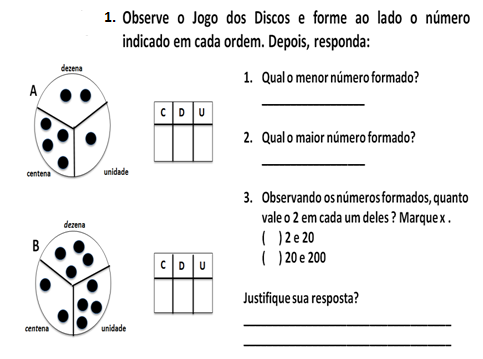 1. Observe o Jogo dos Discos e forme ao lado o número
indicado em cada ordem. Depois, responda:
dezena
A
centena
unidade
C D U
1. Qual o menor número formado?
2. Qual o maior número formado?
3. Observando os números formados, quanto
vale o 2 em cada um deles ? Marque x .
( ) 2 e 20
( ) 20 e 200
dezena
B
centena
unidade
C D U
Justifique sua resposta?